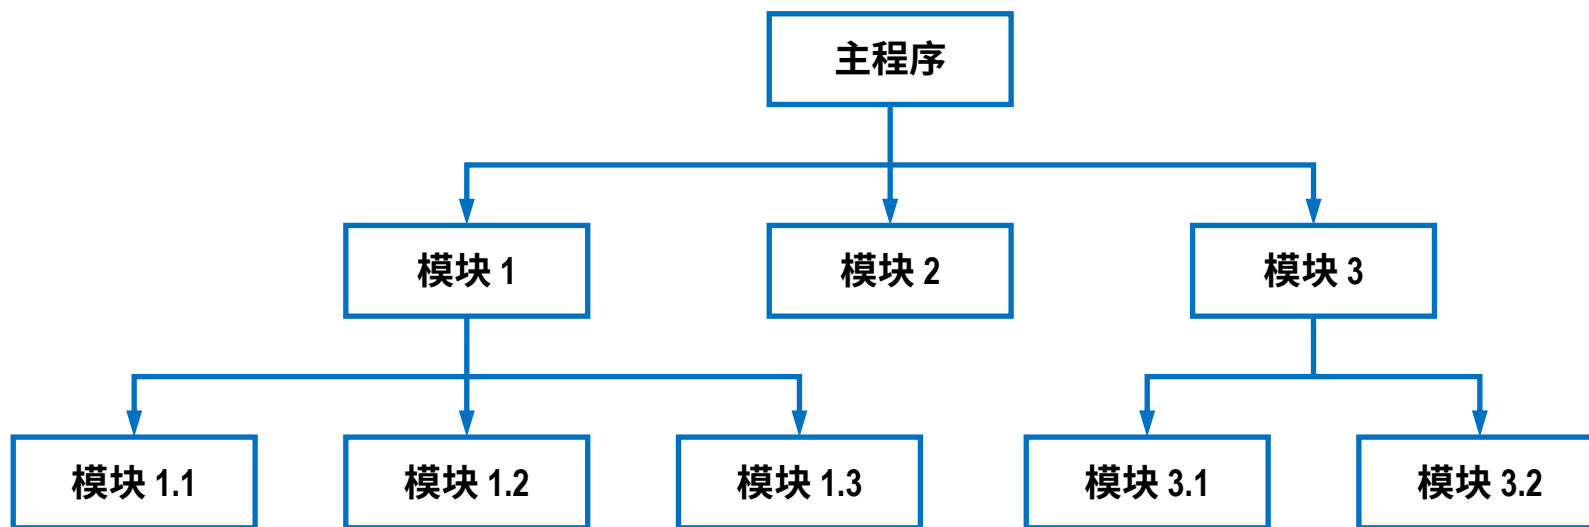 主程序
模块 1
模块 2
模块 3
模块 1.1
模块 1.2
模块 1.3
模块 3.1
模块 3.2